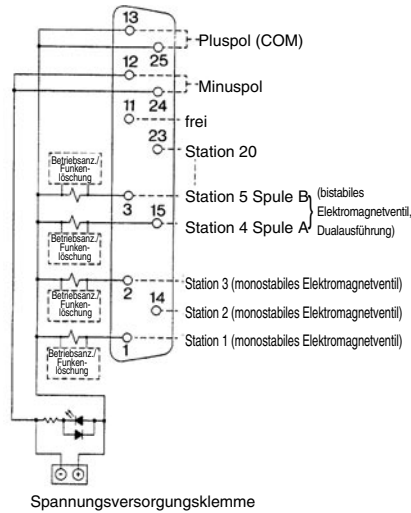 13
Pluspol (COM)
12 25
Minuspol
24
11
frei
23
Station 20
Betriebsanz./
Funken-
löschung
Station 5 Spule B
(bistabiles
3 15
Elektromagnetventil,
Station 4 Spule A
Dualausführung)
Betriebsanz./
Funken-
löschung
Station 3 (monostabiles Elektromagnetventil)
2
14
Betriebsanz./
Funken-
löschung
Station 2 (monostabiles Elektromagnetventil)
Station 1 (monostabiles Elektromagnetventil)
1
Betriebsanz./
Funken-
löschung
Spannungsversorgungsklemme